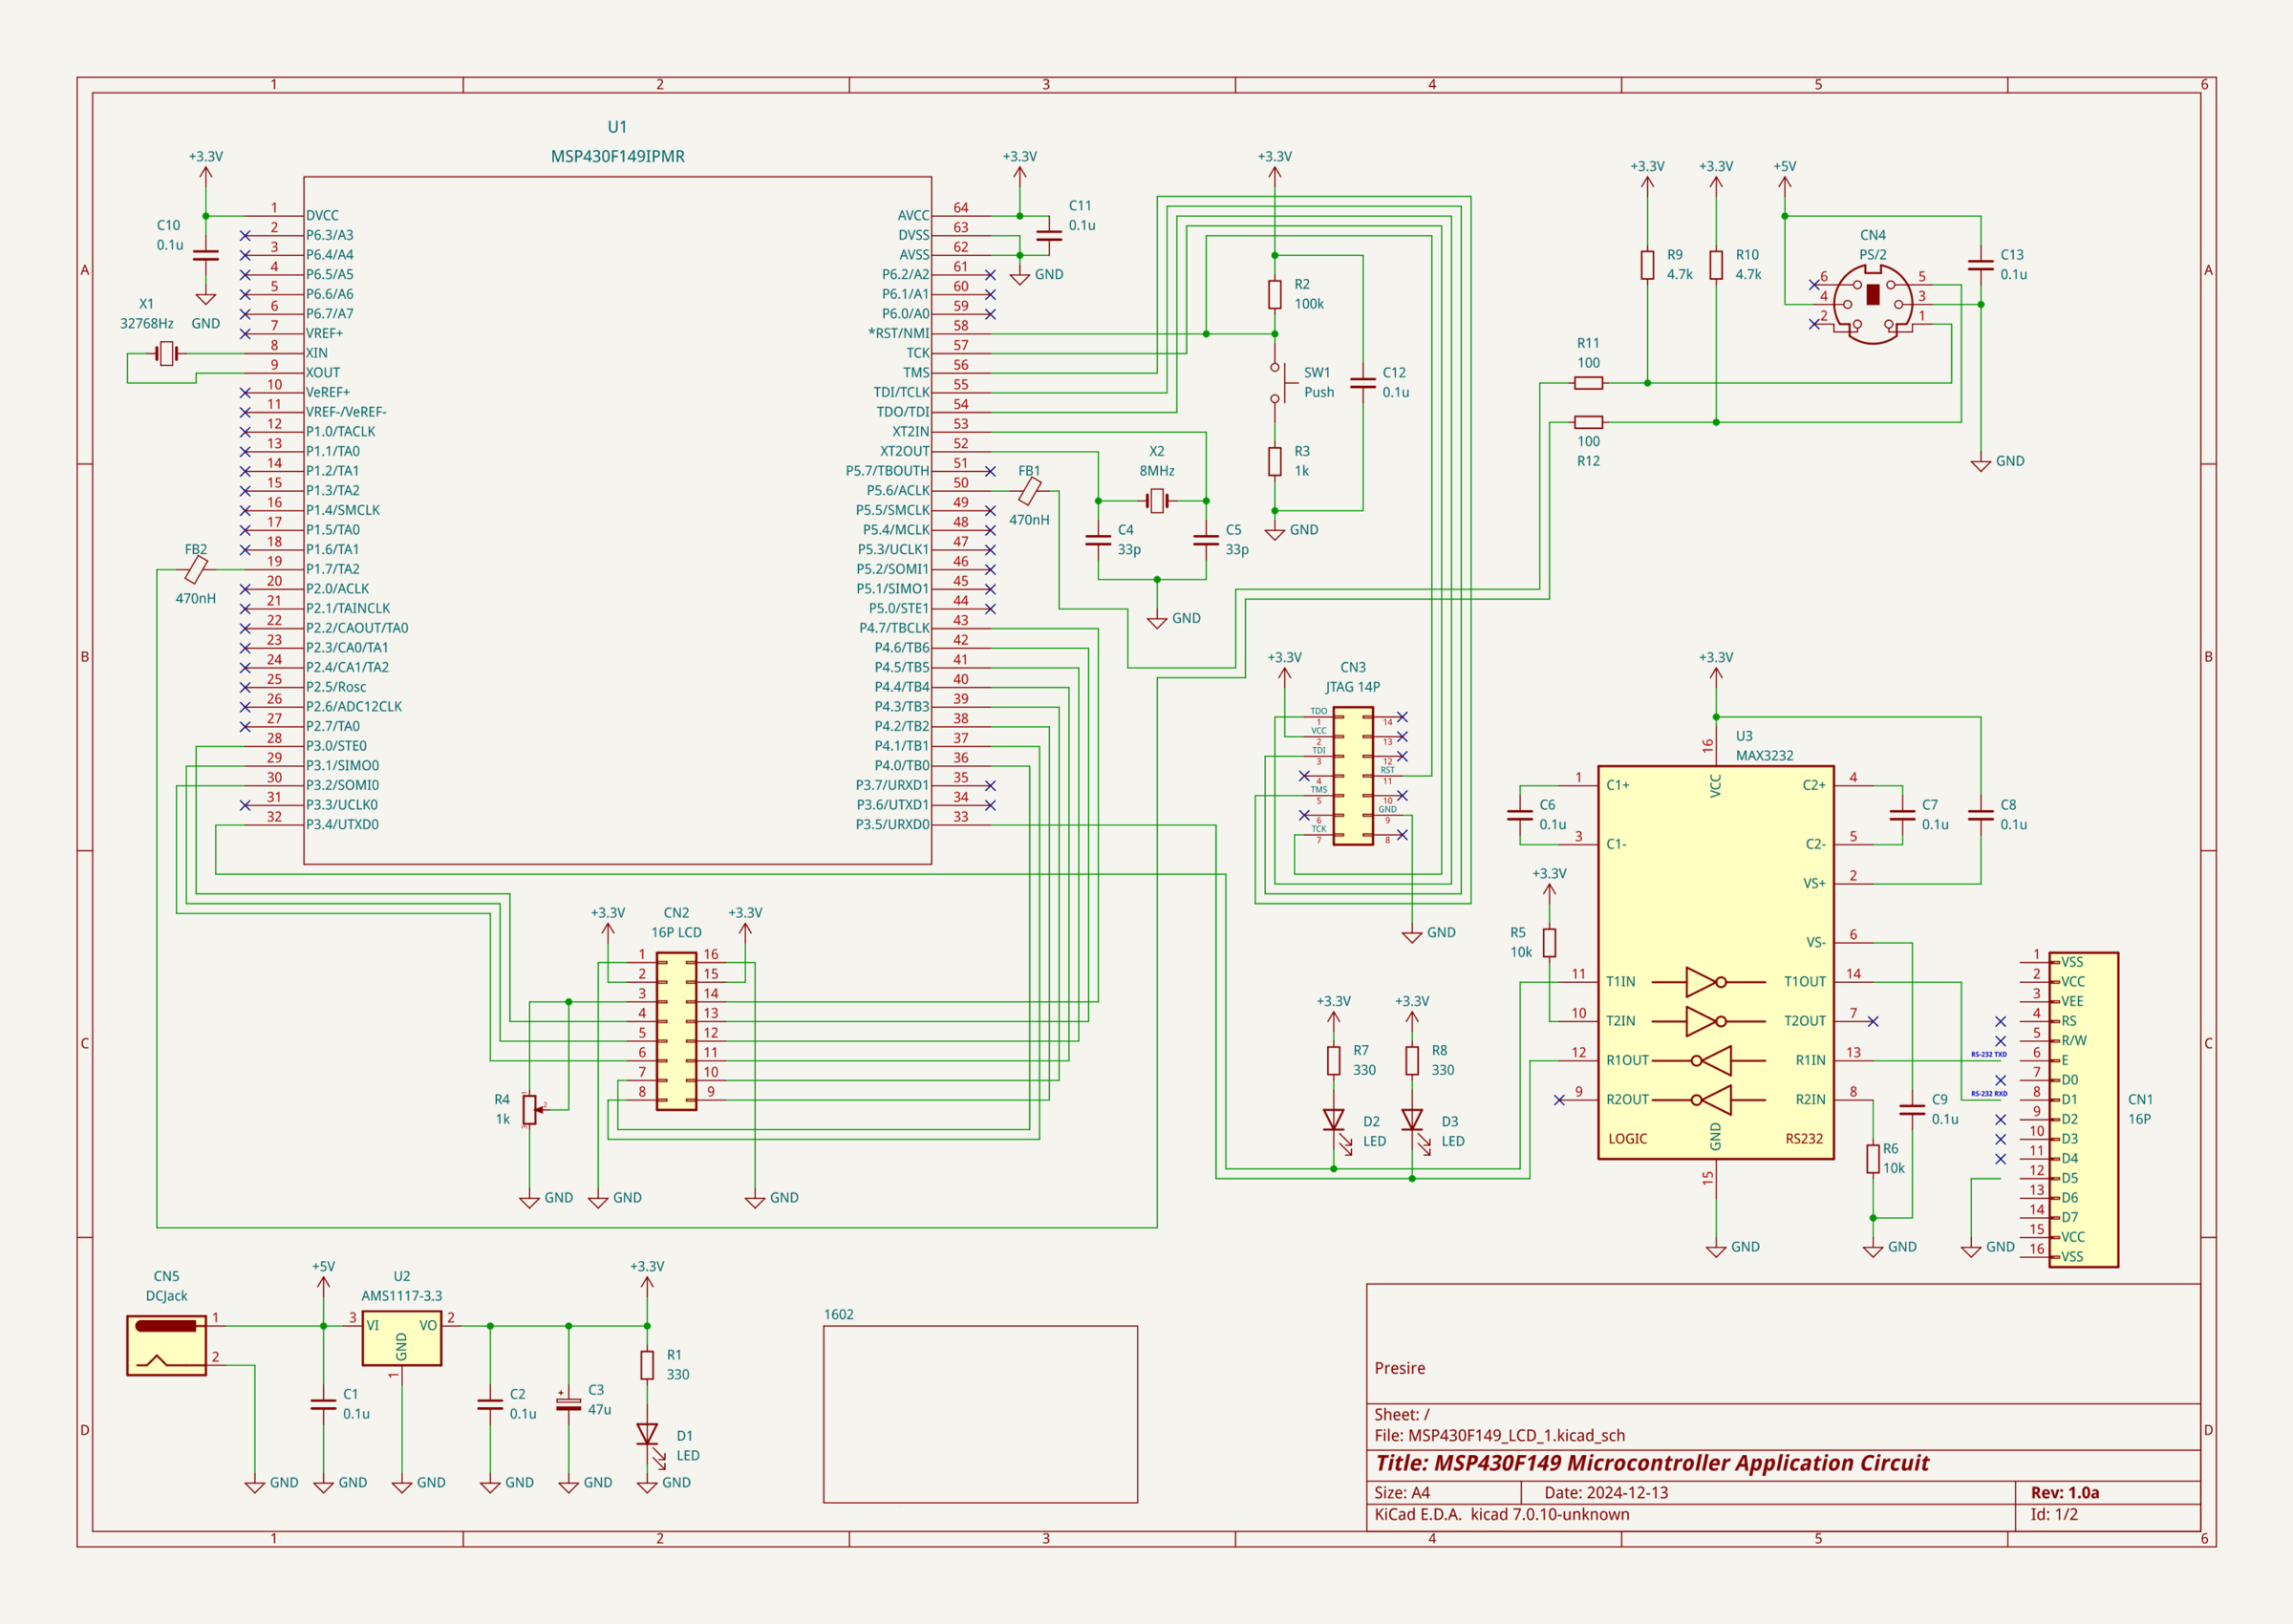 1 2 3 4 5 6
A
B
C
D
U1
MSP430F149IPMR
+3.3V
C10
0.1u
GND
X1
32768Hz
FB2
470nH
1 DVCC
2 P6.3/A3
3 P6.4/A4
4 P6.5/A5
5 P6.6/A6
6 P6.7/A7
7 VREF+
8 XIN
9 XOUT
10 VeREF+
11 VREF-/VeREF-
12 P1.0/TACLK
13 P1.1/TA0
14 P1.2/TA1
15 P1.3/TA2
16 P1.4/SMCLK
17 P1.5/TA0
18 P1.6/TA1
19 P1.7/TA2
20 P2.0/ACLK
21 P2.1/TAINCLK
22 P2.2/CAOUT/TA0
23 P2.3/CA0/TA1
24 P2.4/CA1/TA2
25 P2.5/Rosc
26 P2.6/ADC12CLK
27 P2.7/TA0
28 P3.0/STE0
29 P3.1/SIMO0
30 P3.2/SOMI0
31 P3.3/UCLK0
32 P3.4/UTXD0
AVCC 64
DVSS 63
AVSS 62
P6.2/A2 61
P6.1/A1 60
P6.0/A0 59
*RST/NMI 58
TCK 57
TMS 56
TDI/TCLK 55
TDO/TDI 54
XT2IN 53
XT2OUT 52
P5.7/TBOUTH 51
P5.6/ACLK 50
P5.5/SMCLK 49
P5.4/MCLK 48
P5.3/UCLK1 47
P5.2/SOMI1 46
P5.1/SIMO1 45
P5.0/STE1 44
P4.7/TBCLK 43
P4.6/TB6 42
P4.5/TB5 41
P4.4/TB4 40
P4.3/TB3 39
P4.2/TB2 38
P4.1/TB1 37
P4.0/TB0 36
P3.7/URXD1 35
P3.6/UTXD1 34
P3.5/URXD0 33
+3.3V
C11
0.1u
GND
FB1
470nH
X2
8MHz
C4
33p
C5
33p
GND
+3.3V
R2
100k
SW1
Push
C12
0.1u
R3
1k
GND
+3.3V +3.3V +5V
R9
4.7k
R10
4.7k
CN4
PS/2
6 5
4 3
2 1
C13
0.1u
GND
R11
100
100
R12
+3.3V
CN3
JTAG 14P
TDO 1 14
VCC 2 13
TDI 3 12
4 RST 11
TMS 5 10
6 GND 9
TCK 7 8
GND
+3.3V
U3
MAX3232
16 VCC
1 C1+ C2+ 4
3 C1- C2- 5
VS+ 2
VS- 6
11 T1IN T1OUT 14
10 T2IN T2OUT 7
12 R1OUT R1IN 13
9 R2OUT R2IN 8
LOGIC GND RS232
15
GND
C6
0.1u
C7
0.1u
C8
0.1u
C9
0.1u
+3.3V
R5
10k
R6
10k
GND
+3.3V +3.3V
R7
330
R8
330
D2
LED
D3
LED
RS-232 TXD
RS-232 RXD
GND
1 VSS
2 VCC
3 VEE
4 RS
5 R/W
6 E
7 D0
8 D1
9 D2
10 D3
11 D4
12 D5
13 D6
14 D7
15 VCC
16 VSS
CN1
16P
+3.3V CN2 +3.3V
16P LCD
1 16
2 15
3 14
4 13
5 12
6 11
7 10
8 9
R4
1k
1
2
3
GND GND GND
CN5
DCJack
1
2
+5V
U2
AMS1117-3.3
3 VI VO 2
GND
1
+3.3V
C1
0.1u
C2
0.1u
C3
47u
R1
330
D1
LED
GND GND GND GND GND GND
1602
Presire
Sheet: /
File: MSP430F149_LCD_1.kicad_sch
Title: MSP430F149 Microcontroller Application Circuit
Size: A4 Date: 2024-12-13 Rev: 1.0a
KiCad E.D.A. kicad 7.0.10-unknown Id: 1/2
A
B
C
D
1 2 3 4 5 6